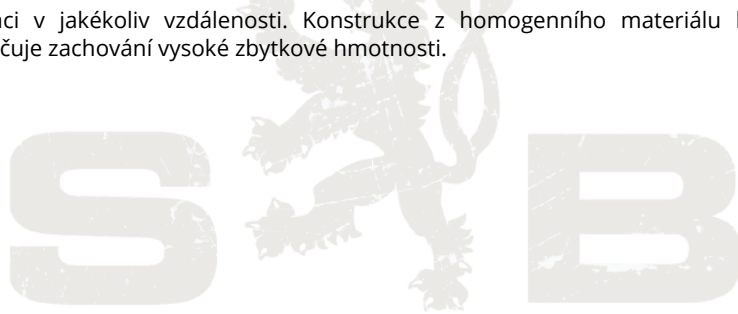 ci v jakékoliv vzdálenosti. Konstrukce z homogenního materiálu
čuje zachování vysoké zbytkové hmotnosti.
S B